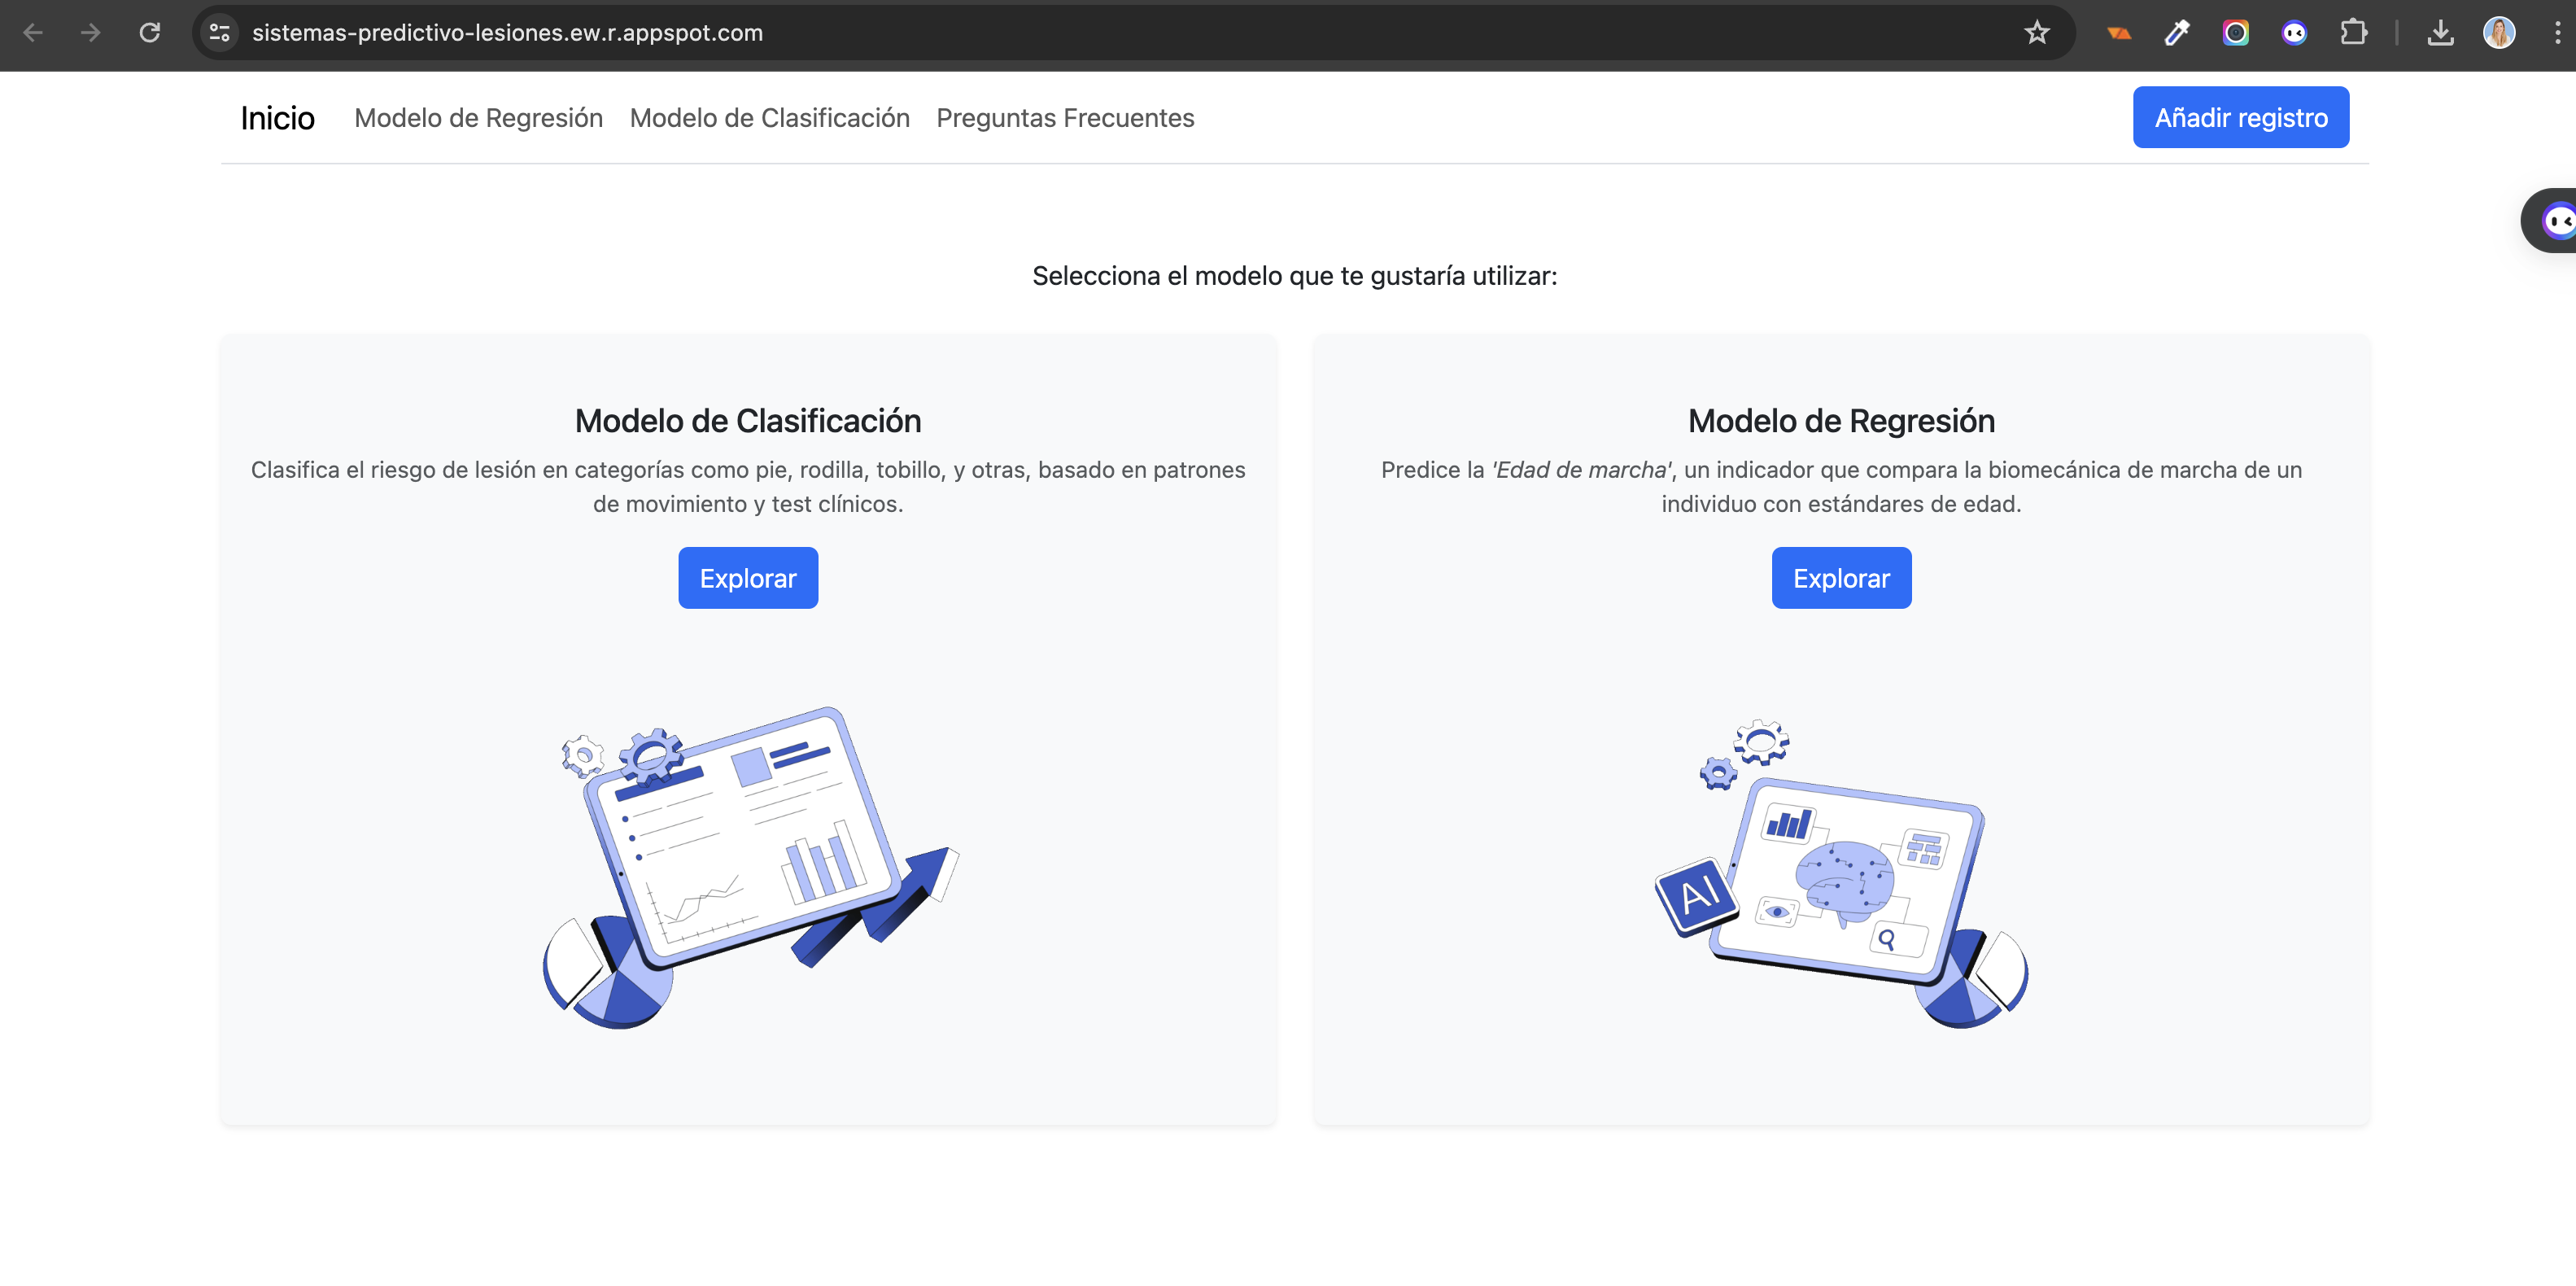 sistemas-predictivo-lesiones.ew.r.appspot.com
Inicio Modelo de Regresión Modelo de Clasificación Preguntas Frecuentes Añadir registro
Selecciona el modelo que te gustaría utilizar:
Modelo de Clasificación
Clasifica el riesgo de lesión en categorías como pie, rodilla, tobillo, y otras, basado en patrones
de movimiento y test clínicos.
Explorar
Modelo de Regresión
Predice la 'Edad de marcha', un indicador que compara la biomecánica de marcha de un
individuo con estándares de edad.
Explorar
AI